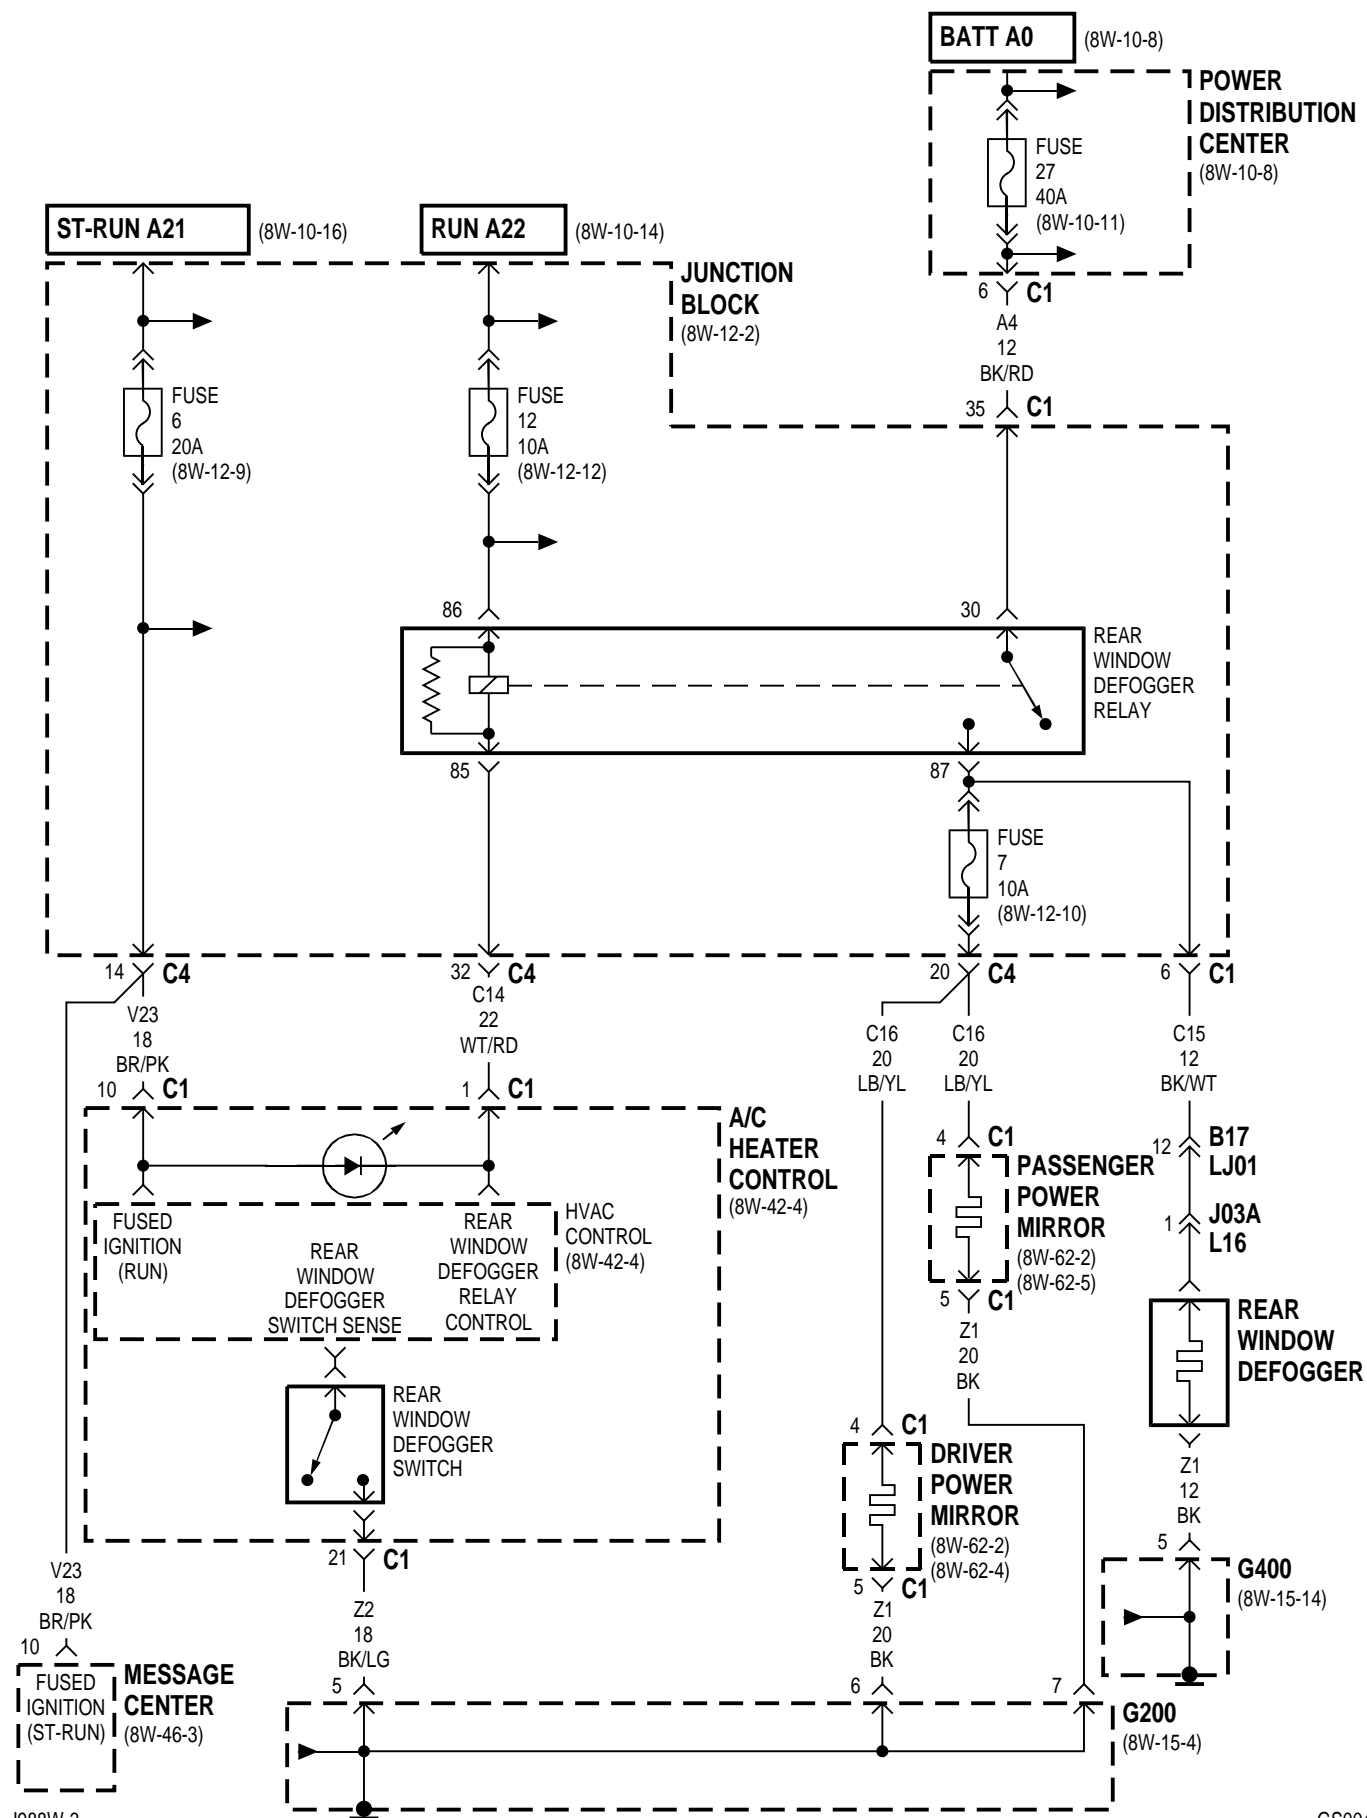 BATT A0
(8W-10-8)
POWER
DISTRIBUTION
CENTER
(8W-10-8)
FUSE
27
40A
(8W-10-11)
ST-RUN A21
(8W-10-16)
RUN A22
(8W-10-14)
JUNCTION
BLOCK
(8W-12-2)
6
C1
A4
12
BK/RD
35
C1
FUSE
6
20A
(8W-12-9)
FUSE
12
10A
(8W-12-12)
86
30
REAR
WINDOW
DEFOGGER
RELAY
85
87
FUSE
7
10A
(8W-12-10)
14
C4
32
C4
20
C4
6
C1
V23
18
BR/PK
C14
22
WT/RD
C16
20
LB/YL
C16
20
LB/YL
C15
12
BK/WT
10
C1
1
C1
A/C
HEATER
CONTROL
(8W-42-4)
4
C1
PASSENGER
POWER
MIRROR
(8W-62-2)
(8W-62-5)
5
C1
12
B17
LJ01
1
J03A
L16
FUSED
IGNITION
(RUN)
REAR
WINDOW
DEFOGGER
SWITCH SENSE
REAR
WINDOW
DEFOGGER
RELAY
CONTROL
HVAC
CONTROL
(8W-42-4)
Z1
20
BK
REAR
WINDOW
DEFOGGER
REAR
WINDOW
DEFOGGER
SWITCH
4
C1
DRIVER
POWER
MIRROR
(8W-62-2)
(8W-62-4)
5
C1
Z1
12
BK
5
G400
(8W-15-14)
21
C1
V23
18
BR/PK
10
Z2
18
BK/LG
5
Z1
20
BK
6
7
FUSED
IGNITION
(ST-RUN)
MESSAGE
CENTER
(8W-46-3)
G200
(8W-15-4)